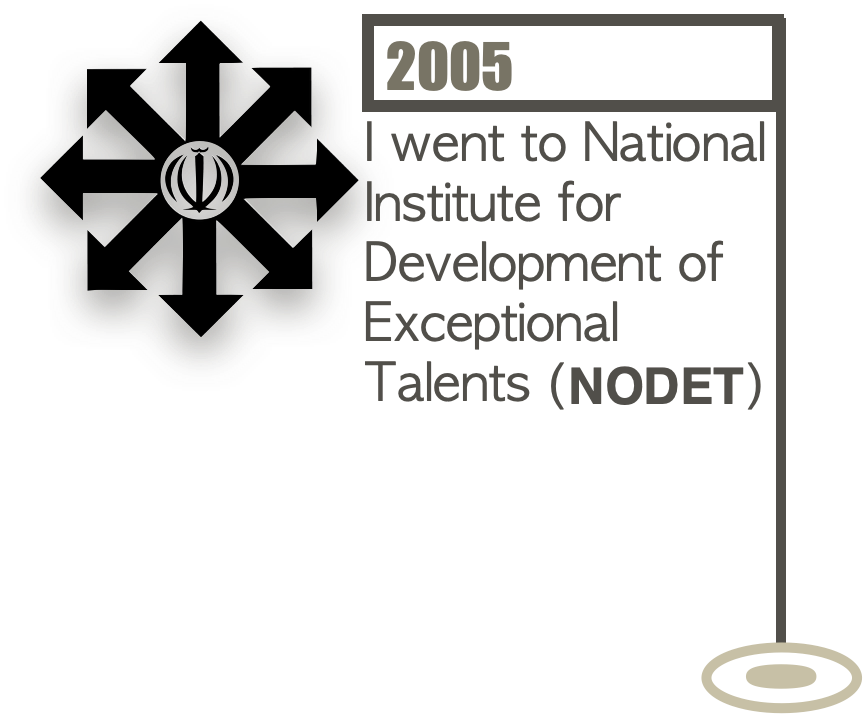 2005
I went to National
Institute for
Development of
Exceptional
Talents (NODET)